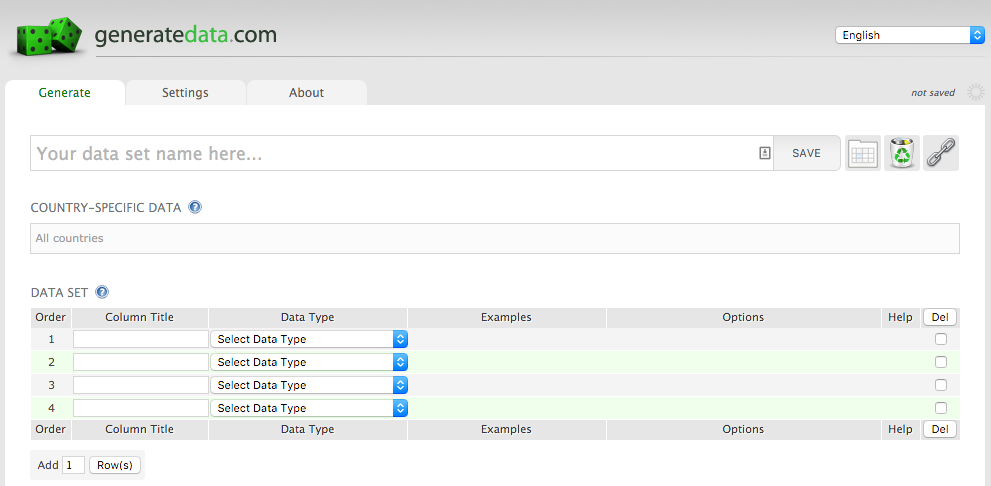 generatedata.com
English
Generate Settings About not saved
Your data set name here... SAVE
COUNTRY-SPECIFIC DATA ?
All countries
DATA SET ?
Order Column Title Data Type Examples Options Help Del
1 Select Data Type
2 Select Data Type
3 Select Data Type
4 Select Data Type
Order Column Title Data Type Examples Options Help Del
Add 1 Row(s)